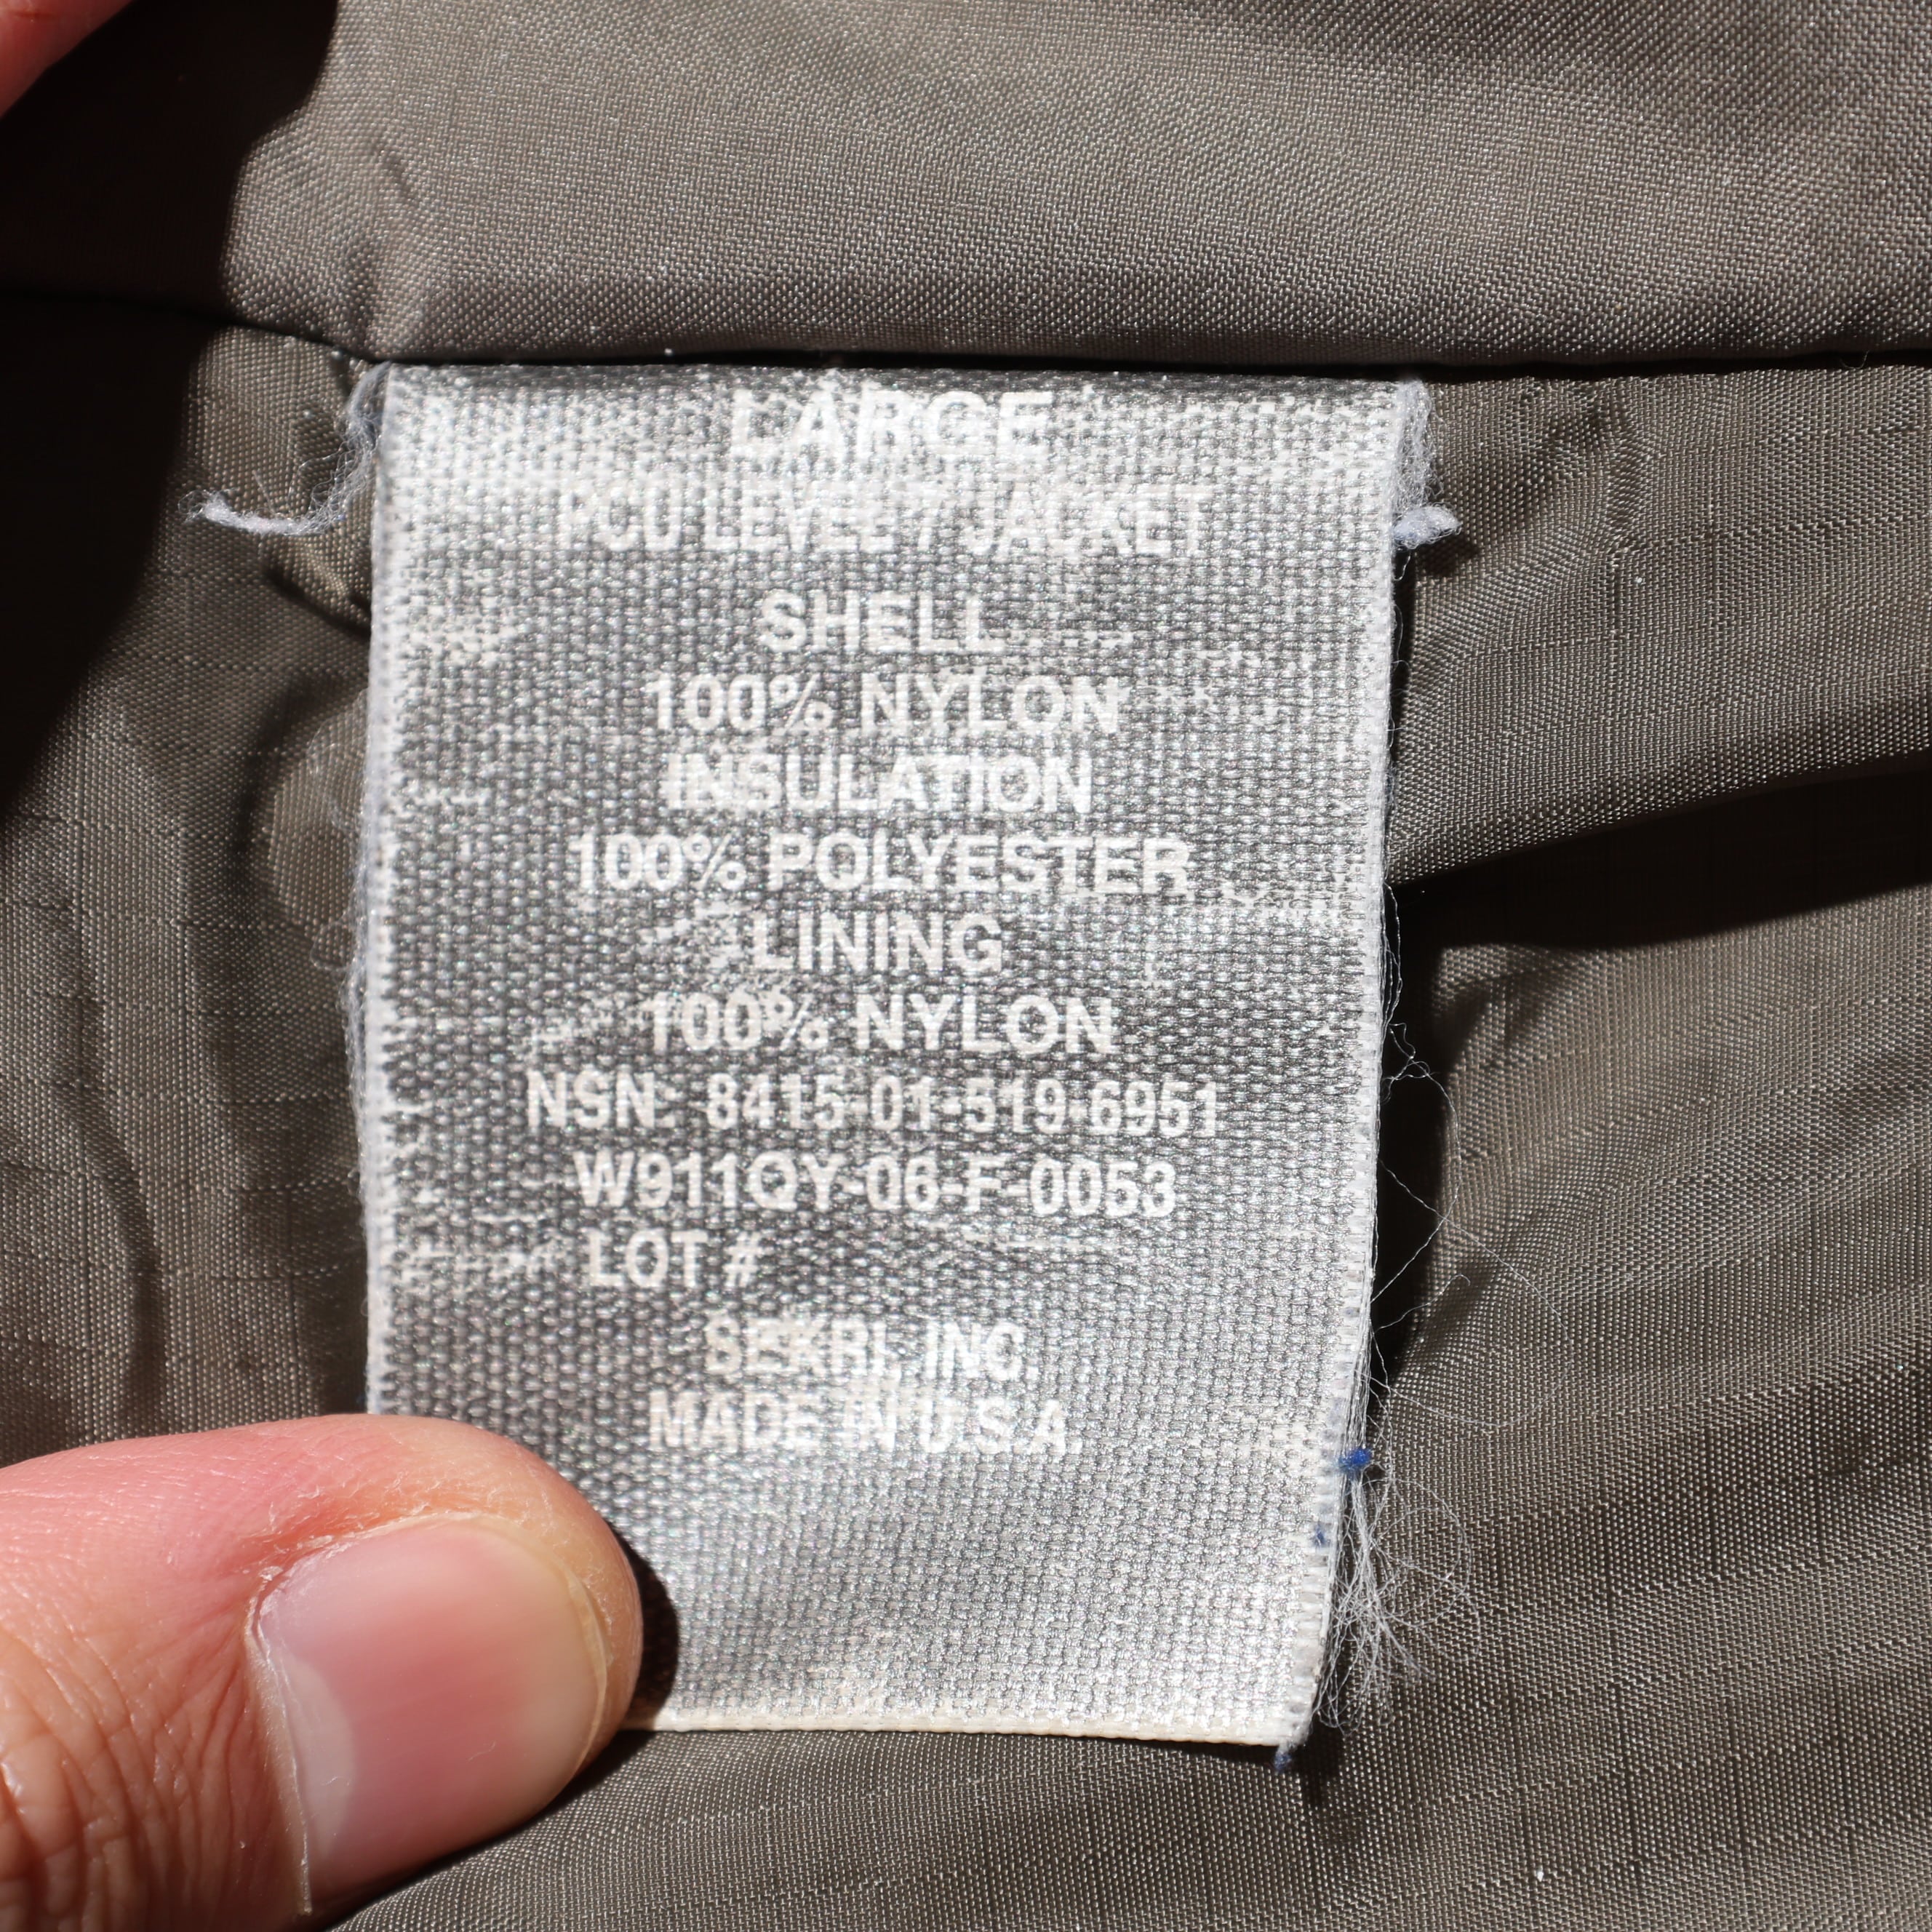 LARGE
PCU LEVEL 7 JACKET
SHELL
100% NYLON
INSULATION
100% POLYESTER
LINING
100% NYLON
NSN: 8415-01-519-6951
W911QY-06-F-0053
LOT #
SEKRI, INC.
MADE IN U.S.A.